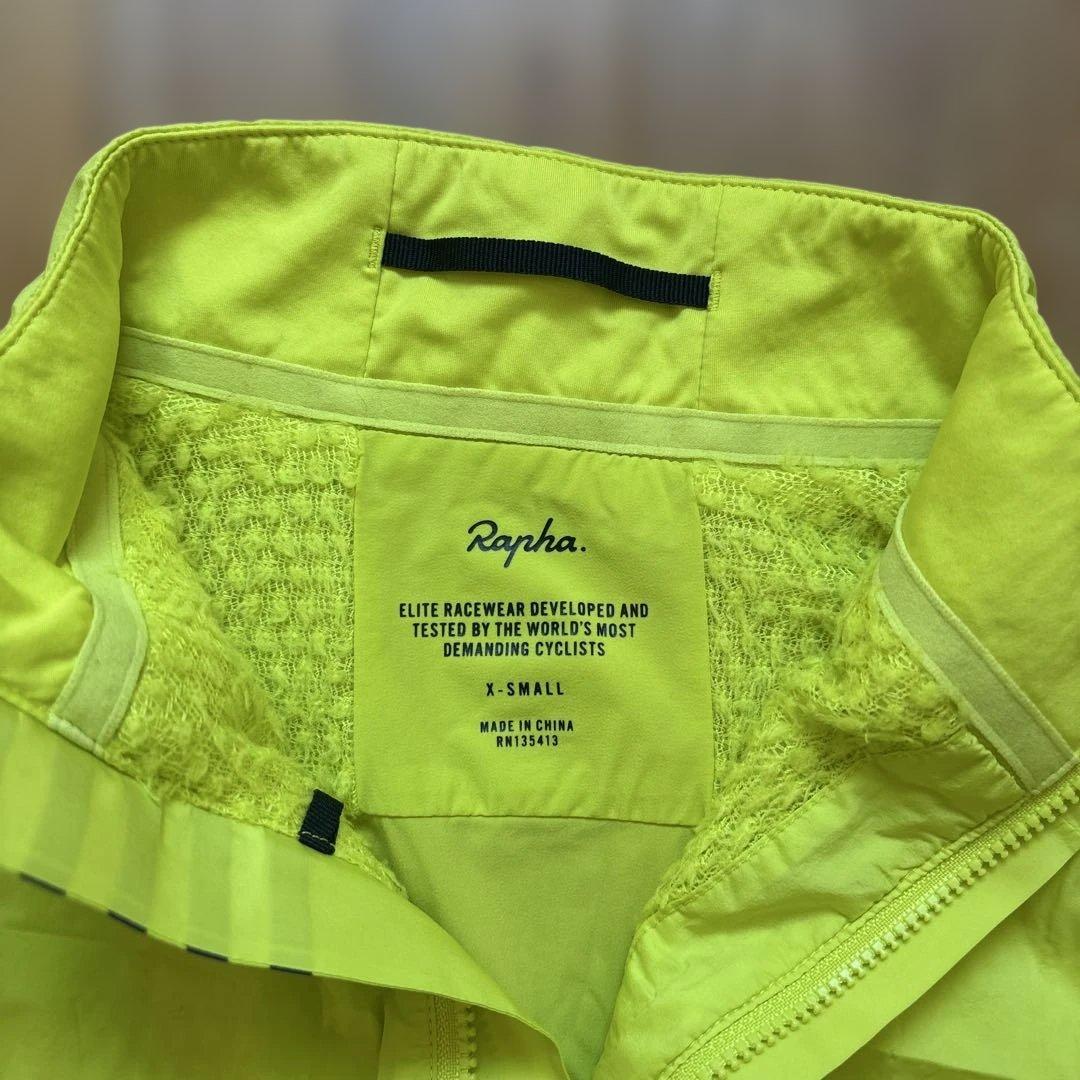 Rapha.
ELITE RACEWEAR DEVELOPED AND
TESTED BY THE WORLD'S MOST
DEMANDING CYCLISTS
X-SMALL
MADE IN CHINA
RN135413